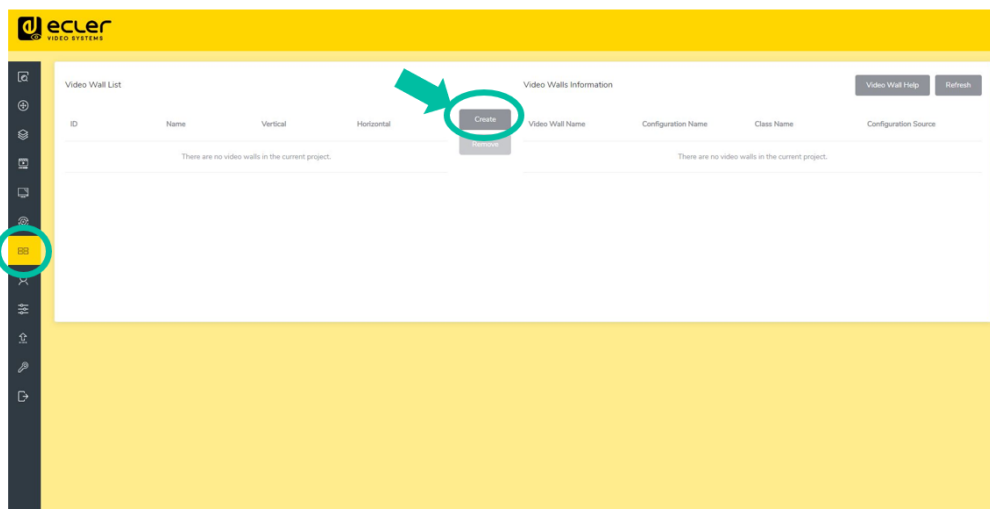 ecler
VIDEO SYSTEMS
Video Wall List
Video Walls Information
Video Wall Help
Refresh
ID Name Vertical Horizontal
Create
Remove
Video Wall Name Configuration Name Class Name Configuration Source
There are no video walls in the current project.
There are no video walls in the current project.